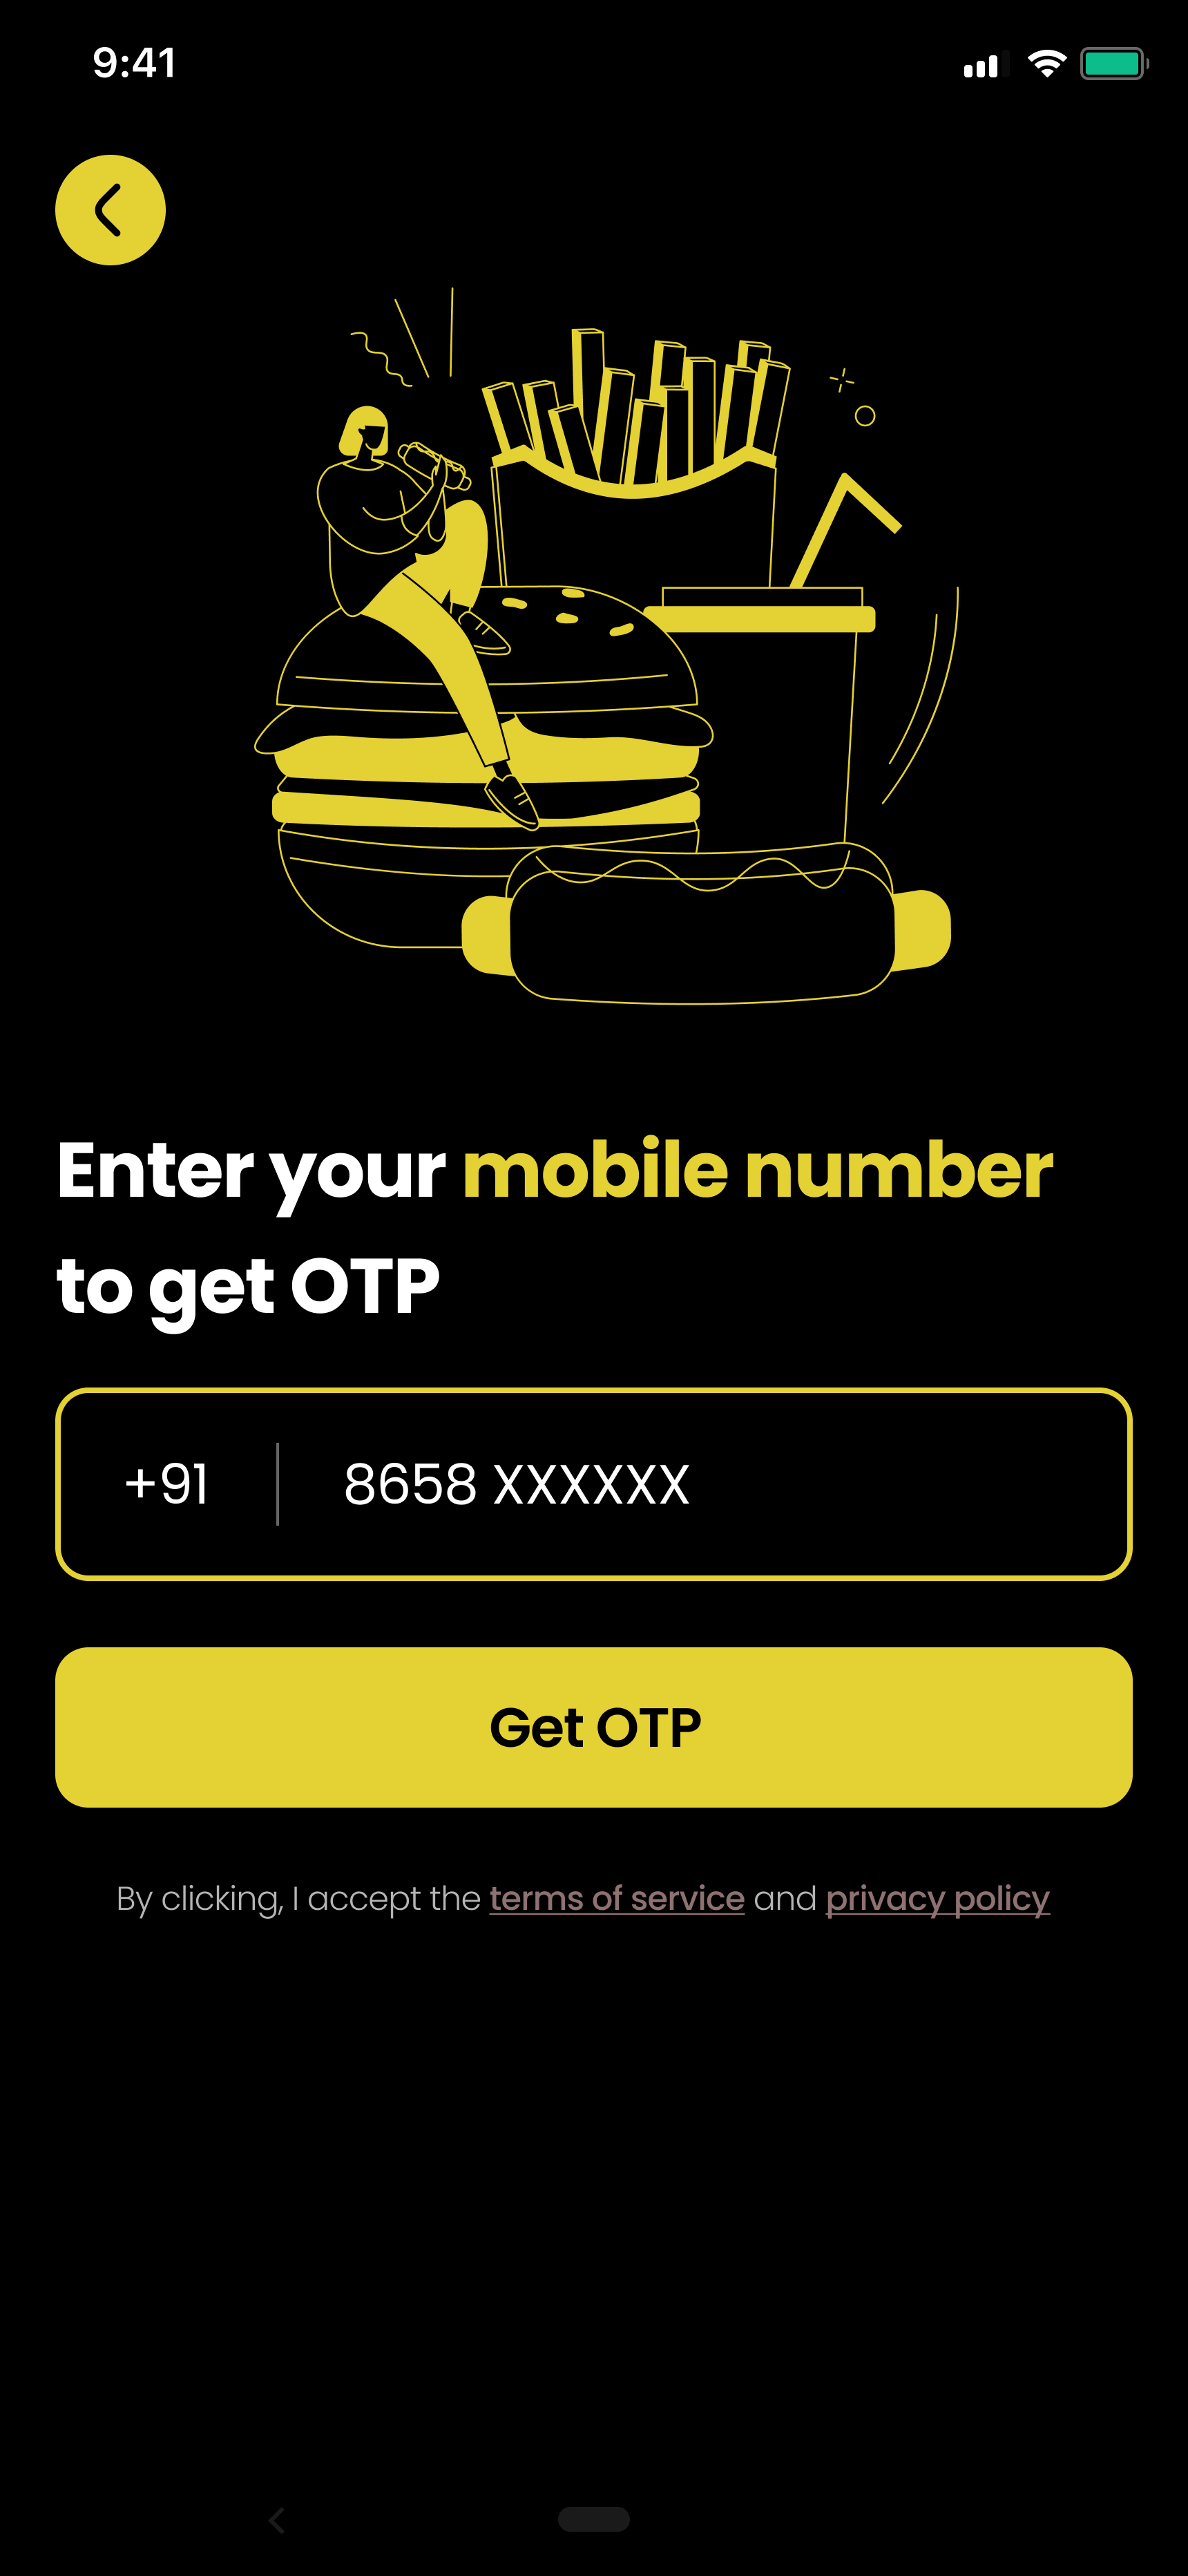 9:41
Enter your mobile number
to get OTP
+91 8658 XXXXXX
Get OTP
By clicking, I accept the terms of service and privacy policy